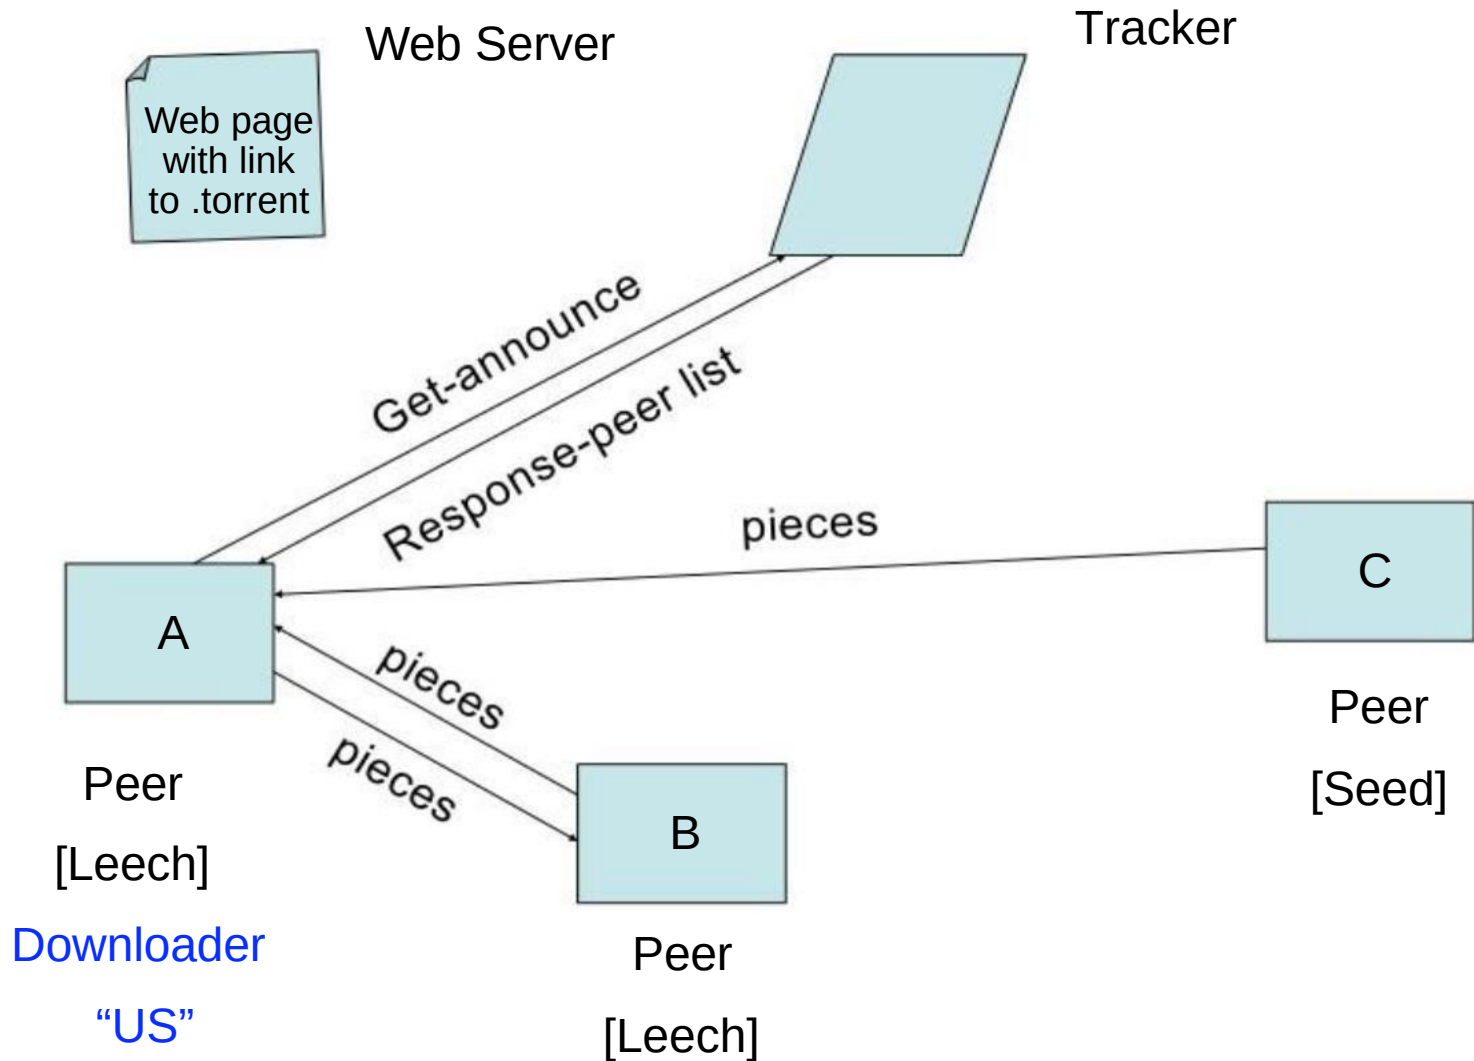 Web Server
Tracker
Web page
with link
to .torrent
Get-announce
Response-peer list
pieces
C
A
pieces
pieces
Peer
[Seed]
Peer
[Leech]
B
Downloader
“US”
Peer
[Leech]